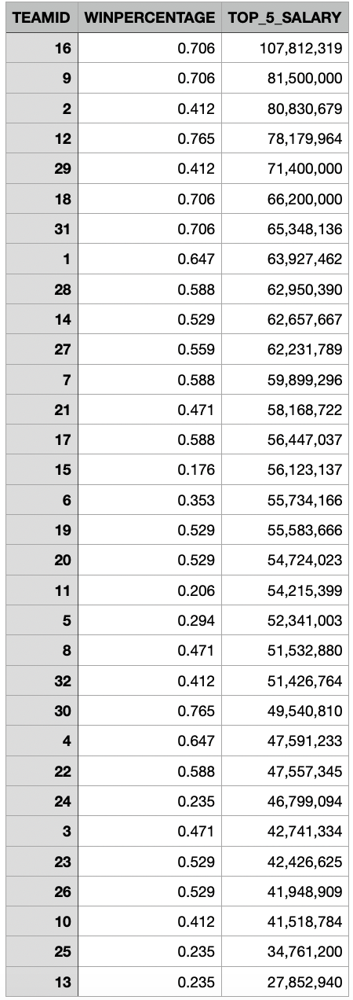 TEAMID WINPERCENTAGE TOP_5_SALARY
16 0.706 107,812,319
9 0.706 81,500,000
2 0.412 80,830,679
12 0.765 78,179,964
29 0.412 71,400,000
18 0.706 66,200,000
31 0.706 65,348,136
1 0.647 63,927,462
28 0.588 62,950,390
14 0.529 62,657,667
27 0.559 62,231,789
7 0.588 59,899,296
21 0.471 58,168,722
17 0.588 56,447,037
15 0.176 56,123,137
6 0.353 55,734,166
19 0.529 55,583,666
20 0.529 54,724,023
11 0.206 54,215,399
5 0.294 52,341,003
8 0.471 51,532,880
32 0.412 51,426,764
30 0.765 49,540,810
4 0.647 47,591,233
22 0.588 47,557,345
24 0.235 46,799,094
3 0.471 42,741,334
23 0.529 42,426,625
26 0.529 41,948,909
10 0.412 41,518,784
25 0.235 34,761,200
13 0.235 27,852,940